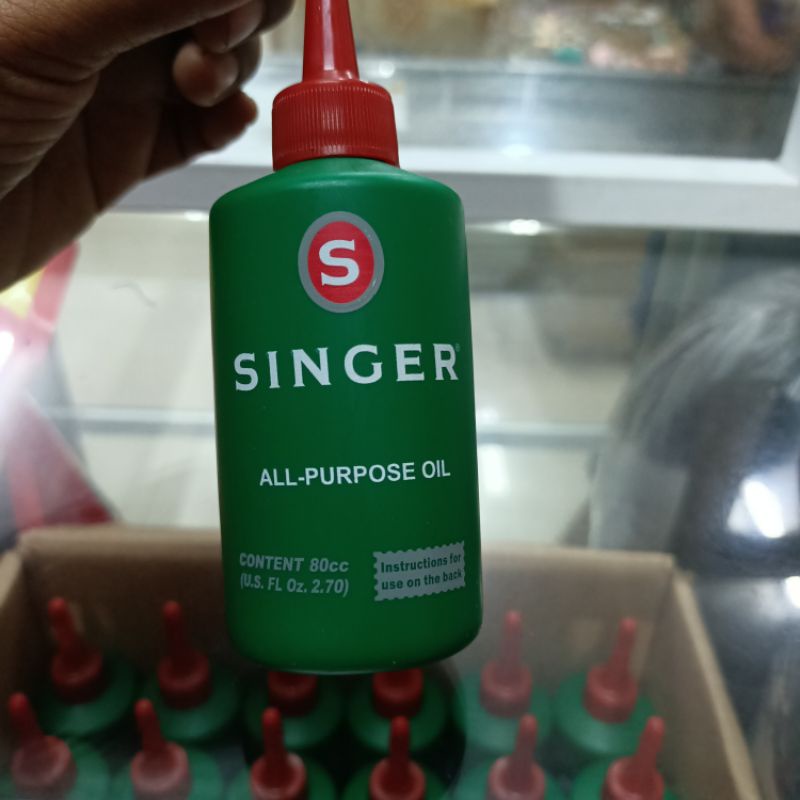 S
SINGER®
ALL-PURPOSE OIL
CONTENT 80cc
(U.S. FL Oz. 2.70)
Instructions for
use on the back